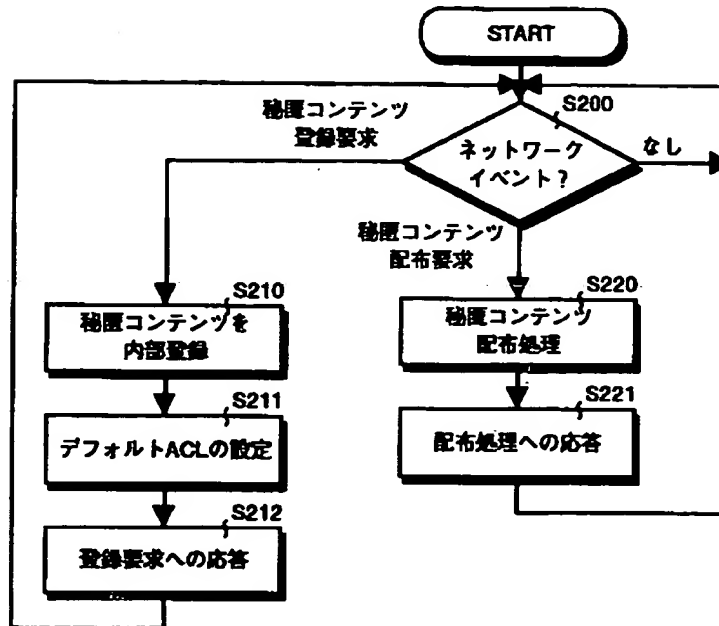 START
S200
秘匿コンテンツ
登録要求
ネットワーク
イベント?
なし
秘匿コンテンツ
配布要求
S210
秘匿コンテンツを
内部登録
S220
秘匿コンテンツ
配布処理
S211
デフォルトACLの設定
S221
配布処理への応答
S212
登録要求への応答